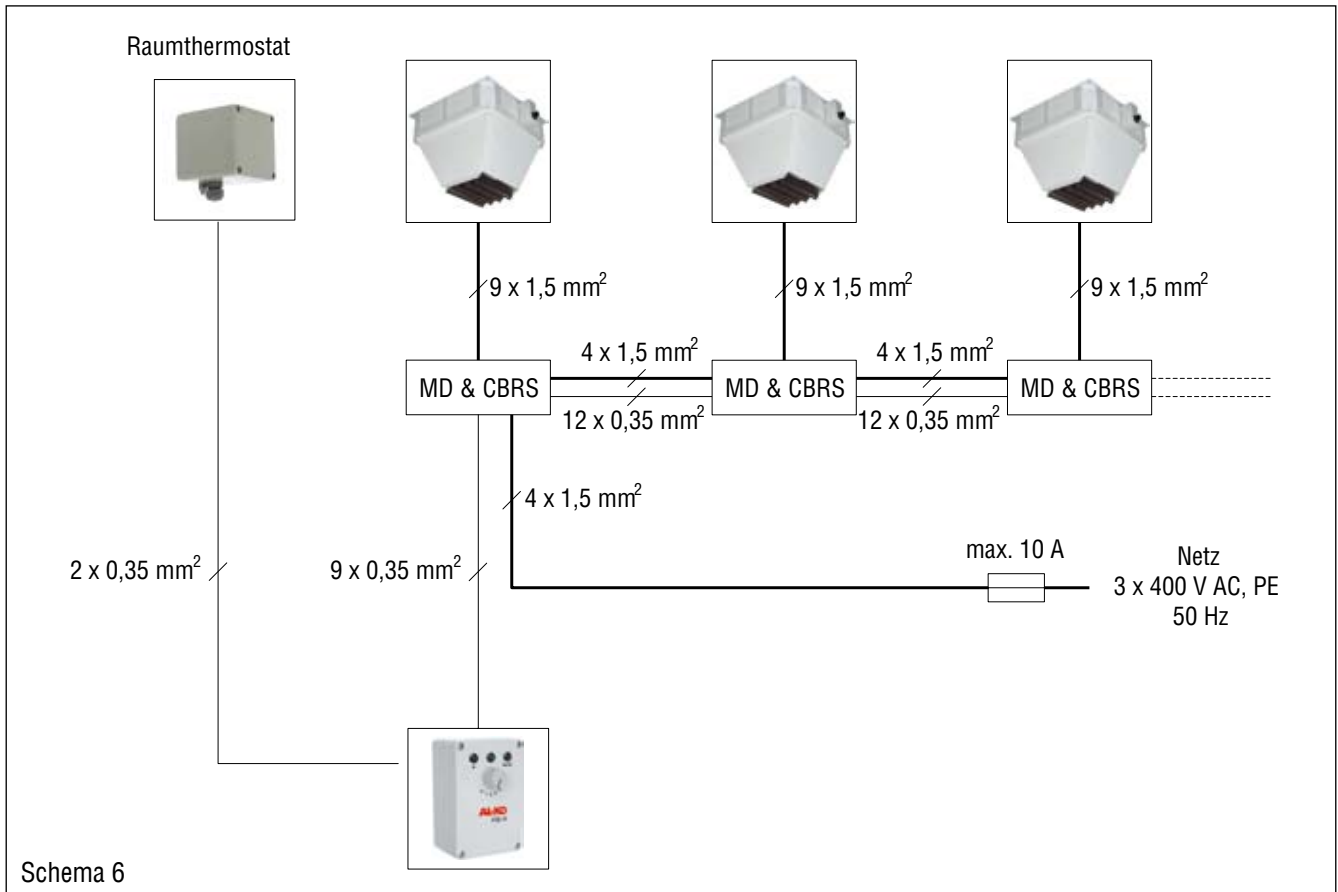 Raumthermostat
9 x 1,5 mm²
9 x 1,5 mm²
9 x 1,5 mm²
4 x 1,5 mm²
4 x 1,5 mm²
MD & CBRS
MD & CBRS
MD & CBRS
12 x 0,35 mm²
12 x 0,35 mm²
4 x 1,5 mm²
2 x 0,35 mm²
9 x 0,35 mm²
max. 10 A
Netz
3 x 400 V AC, PE
50 Hz
AL-KO
Schema 6